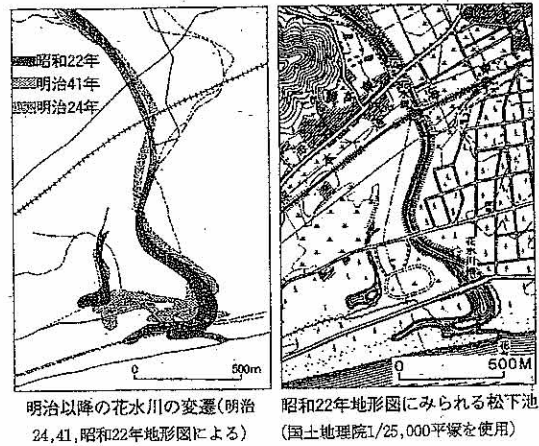 昭和22年
明治41年
明治24年
0 500m
明治以降の花水川の変遷(明治
24,41,昭和22年地形図による)
花水川橋
0 500M
昭和22年地形図にみられる松下池
(国土地理院1/25,000平塚を使用)